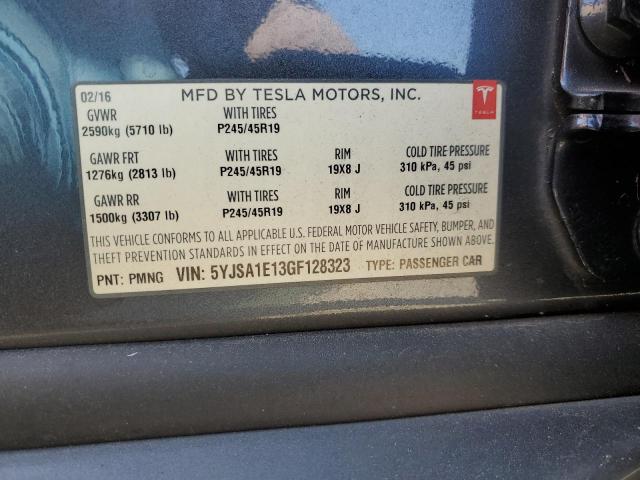 02/16 MFD BY TESLA MOTORS, INC.
TESLA
GVWR WITH TIRES
2590kg (5710 lb) P245/45R19
GAWR FRT WITH TIRES RIM COLD TIRE PRESSURE
1276kg (2813 lb) P245/45R19 19X8 J 310 kPa, 45 psi
GAWR RR WITH TIRES RIM COLD TIRE PRESSURE
1500kg (3307 lb) P245/45R19 19X8 J 310 kPa, 45 psi
THIS VEHICLE CONFORMS TO ALL APPLICABLE U.S. FEDERAL MOTOR VEHICLE SAFETY, BUMPER, AND
THEFT PREVENTION STANDARDS IN EFFECT ON THE DATE OF MANUFACTURE SHOWN ABOVE.
PNT: PMNG VIN: 5YJSA1E13GF128323 TYPE: PASSENGER CAR